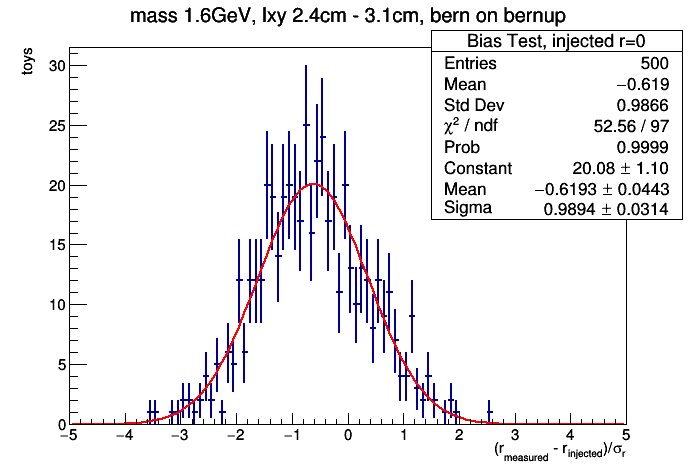 mass 1.6GeV, lxy 2.4cm - 3.1cm, bern on bernup
Bias Test, injected r=0
Entries 500
Mean −0.619
Std Dev 0.9866
χ² / ndf 52.56 / 97
Prob 0.9999
Constant 20.08 ± 1.10
Mean −0.6193 ± 0.0443
Sigma 0.9894 ± 0.0314
toys
30
25
20
15
10
5
0
−5 −4 −3 −2 −1 0 1 2 3 4 5
(r_measured - r_injected)/σ_r